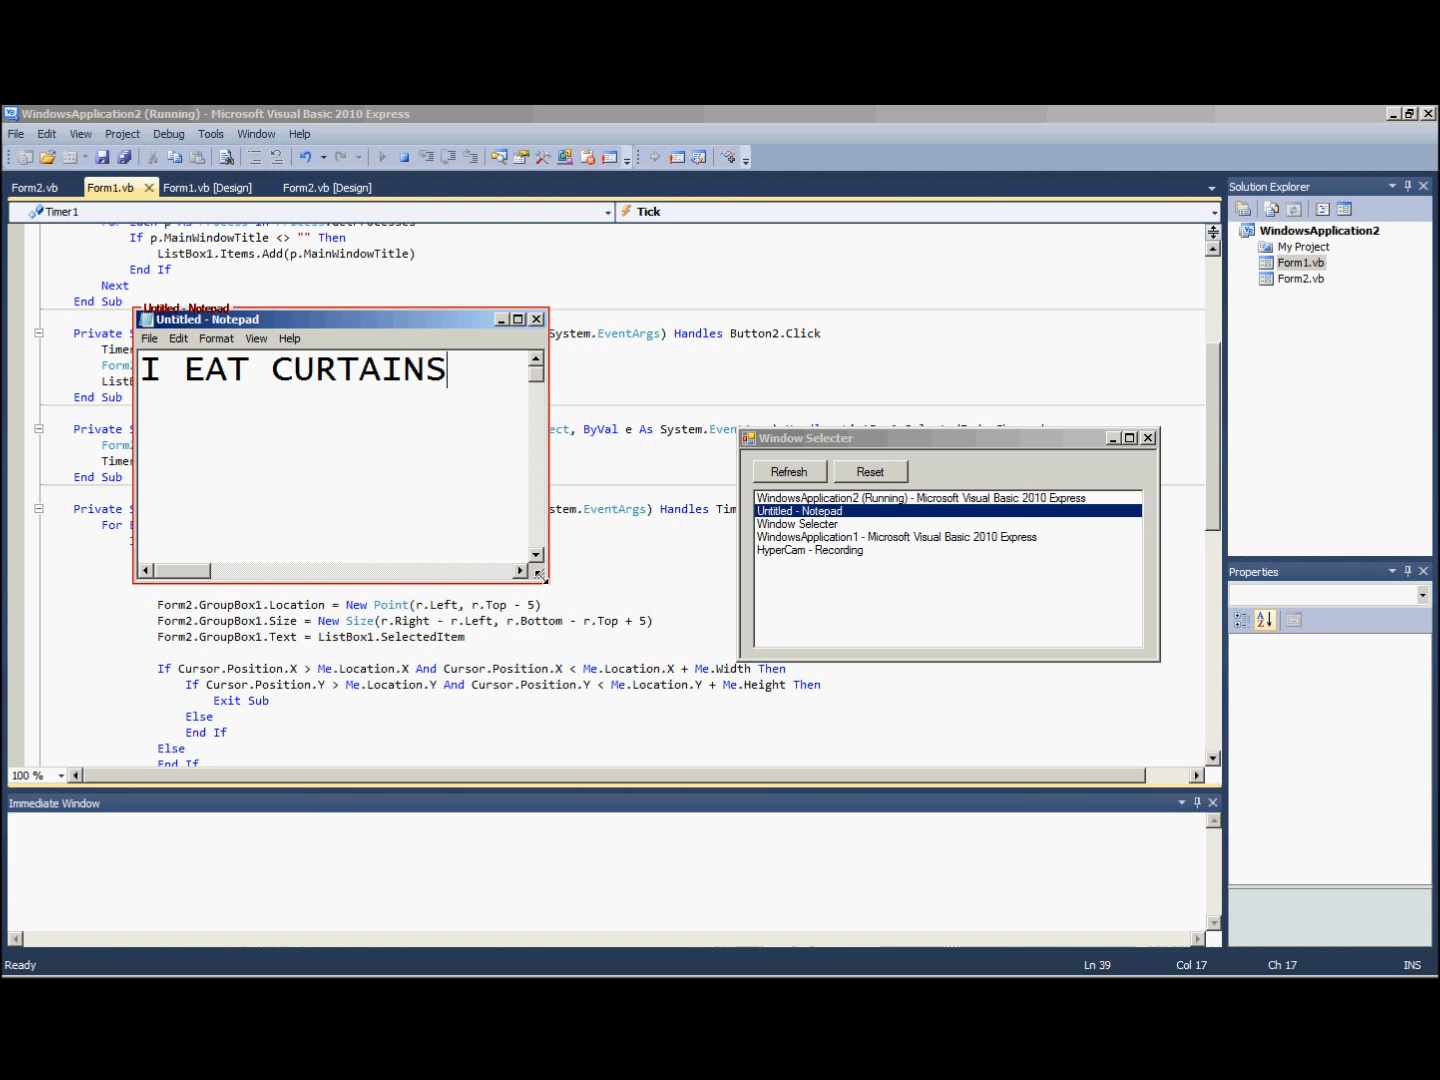 WindowsApplication2 (Running) - Microsoft Visual Basic 2010 Express
File Edit View Project Debug Tools Window Help
Form2.vb Form1.vb Form1.vb [Design] Form2.vb [Design]
Timer1 Tick
If p.MainWindowTitle <> "" Then
ListBox1.Items.Add(p.MainWindowTitle)
End If
Next
End Sub
Private System.EventArgs) Handles Button2.Click
End Sub
Private ByVal e As
End Sub
Private Handles
For
Form2.GroupBox1.Location = New Point(r.Left, r.Top - 5)
Form2.GroupBox1.Size = New Size(r.Right - r.Left, r.Bottom - r.Top + 5)
Form2.GroupBox1.Text = ListBox1.SelectedItem
If Cursor.Position.X > Me.Location.X And Cursor.Position.X < Me.Location.X + Me.Width Then
If Cursor.Position.Y > Me.Location.Y And Cursor.Position.Y < Me.Location.Y + Me.Height Then
Exit Sub
Else
End If
Else
End If
100 %
Untitled - Notepad
Untitled - Notepad
File Edit Format View Help
I EAT CURTAINS
Window Selecter
Refresh Reset
WindowsApplication2 (Running) - Microsoft Visual Basic 2010 Express
Untitled - Notepad
Window Selecter
WindowsApplication1 - Microsoft Visual Basic 2010 Express
HyperCam - Recording
Solution Explorer
WindowsApplication2
My Project
Form1.vb
Form2.vb
Properties
Immediate Window
Ready Ln 39 Col 17 Ch 17 INS